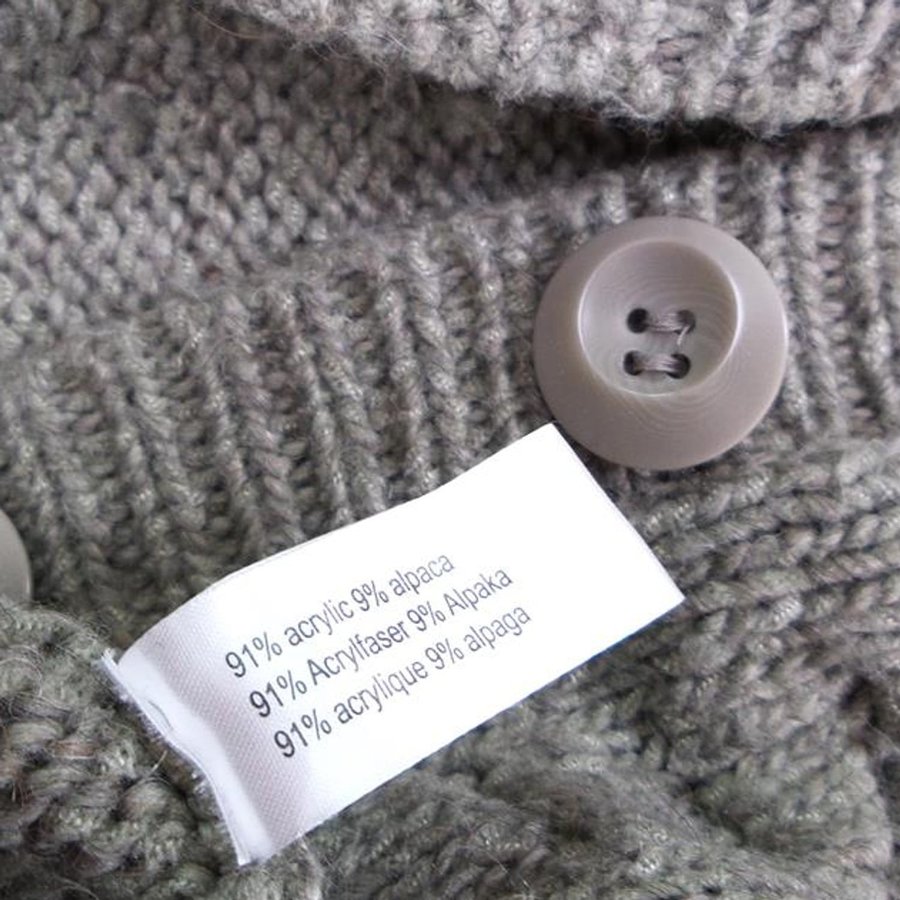 91% acrylic 9% alpaca
91% Acrylfaser 9% Alpaka
91% acrylique 9% alpaga